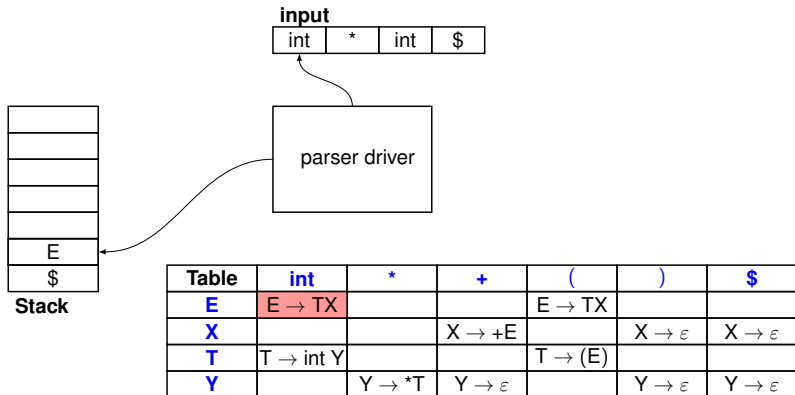 input
int * int $
parser driver
E
$
Stack
Table int * + ( ) $
E E → TX E → TX
X X → +E X → ε X → ε
T T → int Y T → (E)
Y Y → *T Y → ε Y → ε Y → ε